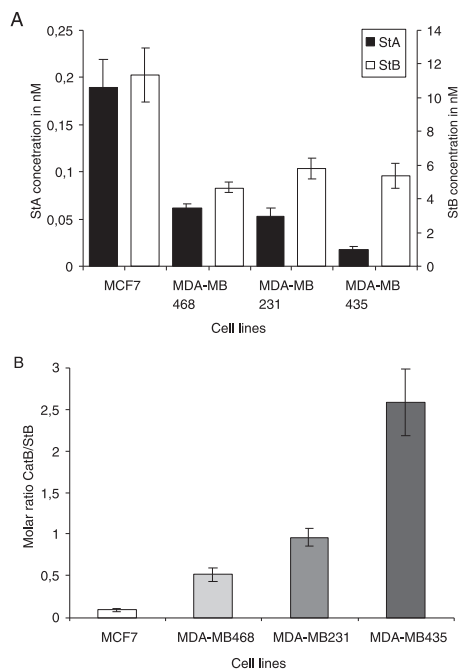 A
StA concetration in nM
0,25
0,2
0,15
0,1
0,05
0
StA
StB
14
12
10
8
6
4
2
0
StB concentration in nM
MCF7 MDA-MB MDA-MB MDA-MB
468 231 435
Cell lines
B
Molar ratio CatB/StB
3
2,5
2
1,5
1
0,5
0
MCF7 MDA-MB468 MDA-MB231 MDA-MB435
Cell lines